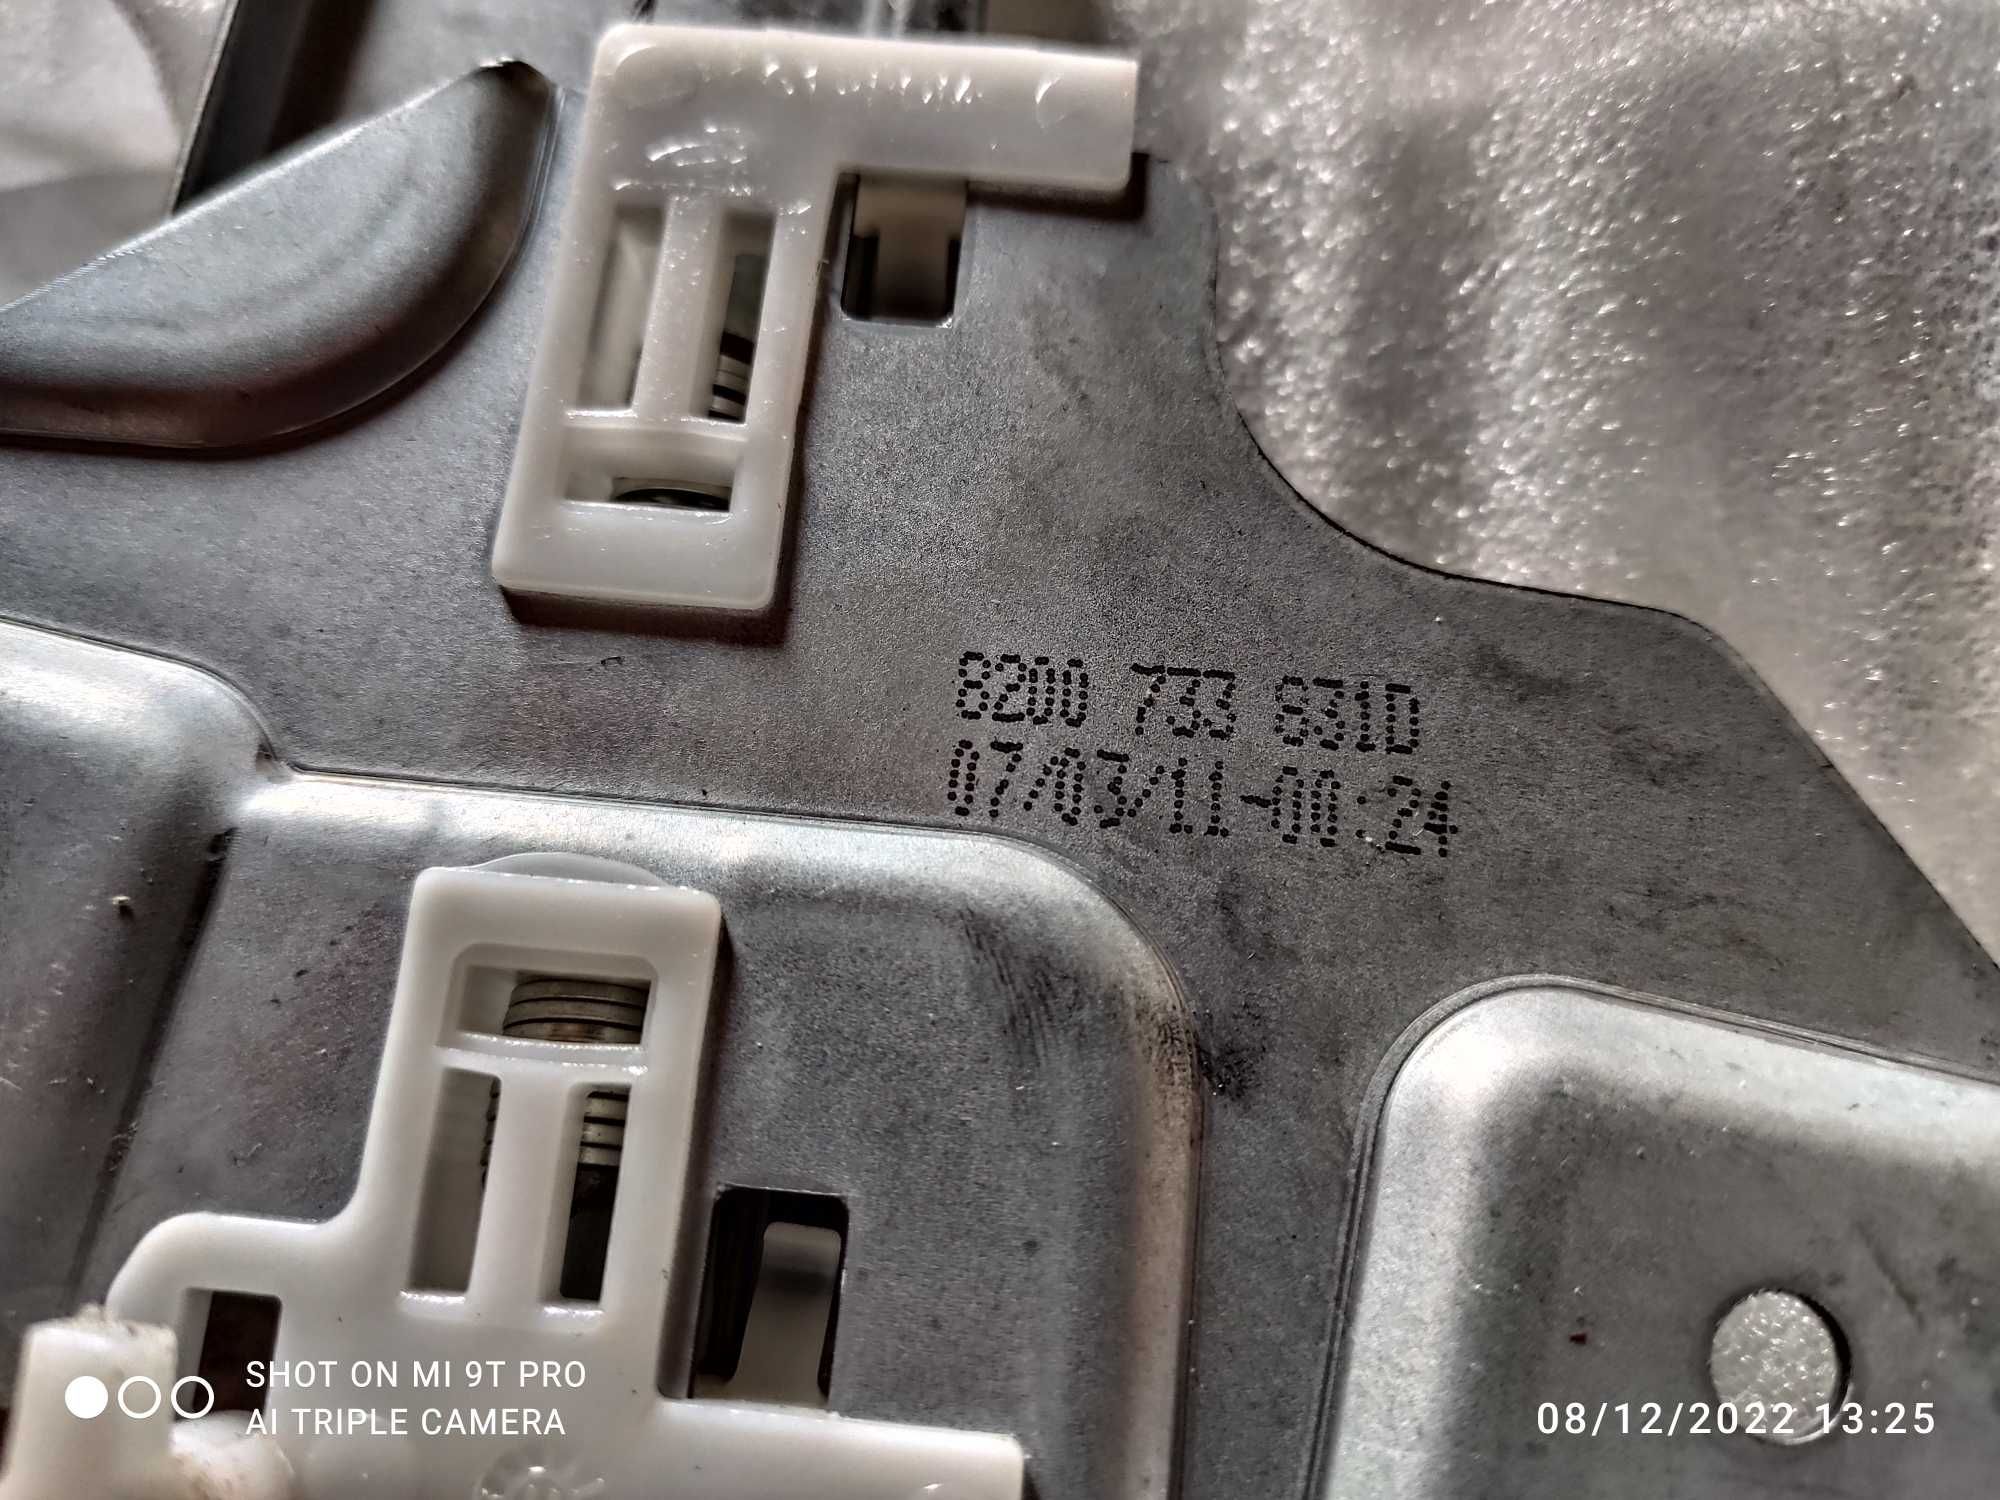 8200 733 831D
07/03/11-00:24
SHOT ON MI 9T PRO
AI TRIPLE CAMERA
08/12/2022 13:25